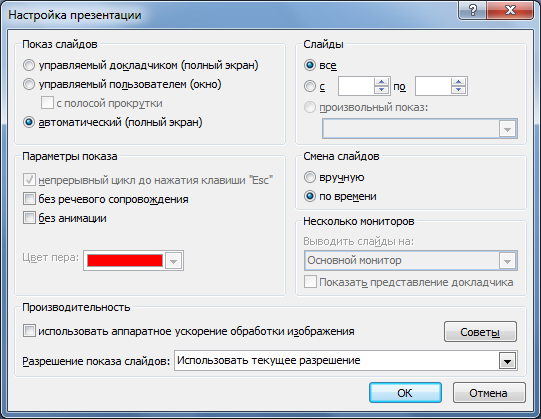 Настройка презентации
Показ слайдов
управляемый докладчиком (полный экран)
управляемый пользователем (окно)
с полосой прокрутки
автоматический (полный экран)
Слайды
все
с по
произвольный показ:
Параметры показа
непрерывный цикл до нажатия клавиши "Esc"
без речевого сопровождения
без анимации
Цвет пера:
Смена слайдов
вручную
по времени
Несколько мониторов
Выводить слайды на:
Основной монитор
Показать представление докладчика
Производительность
использовать аппаратное ускорение обработки изображения
Советы
Разрешение показа слайдов: Использовать текущее разрешение
ОК Отмена